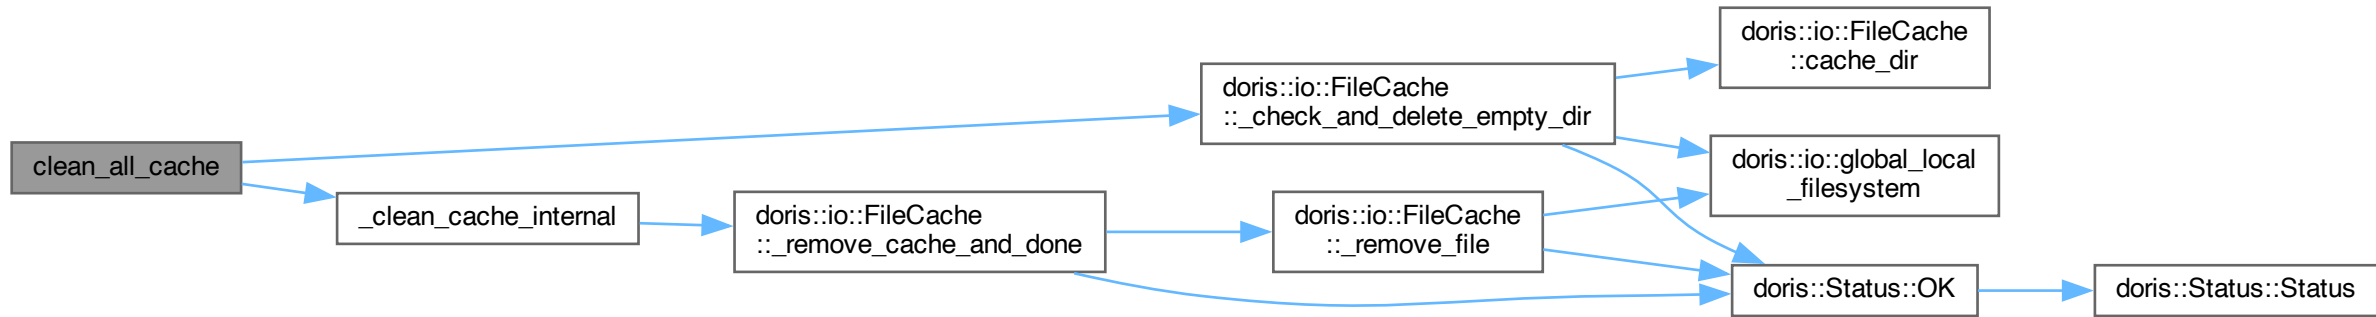 clean_all_cache
_clean_cache_internal
doris::io::FileCache
::_remove_cache_and_done
doris::io::FileCache
::_check_and_delete_empty_dir
doris::io::FileCache
::_remove_file
doris::io::FileCache
::cache_dir
doris::io::global_local
_filesystem
doris::Status::OK
doris::Status::Status